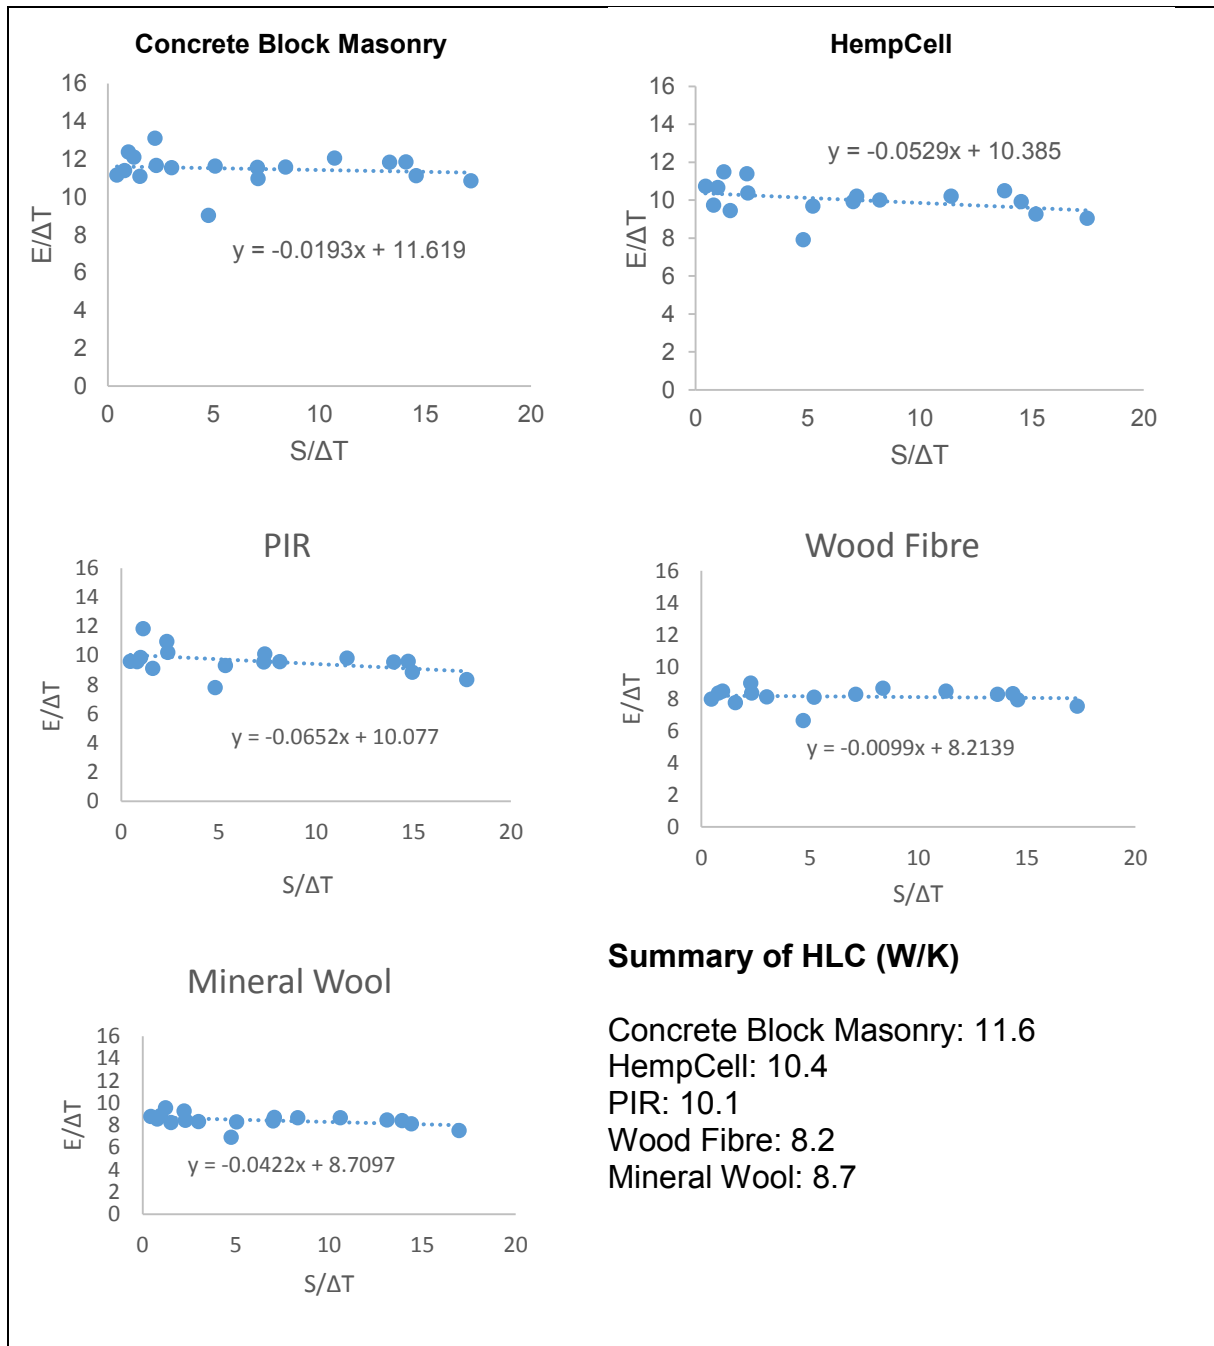 Concrete Block Masonry
16
14
12
10
8
6
4
2
0
E/ΔT
y = -0.0193x + 11.619
0 5 10 15 20
S/ΔT
HempCell
16
14
12
10
8
6
4
2
0
E/ΔT
y = -0.0529x + 10.385
0 5 10 15 20
S/ΔT
PIR
16
14
12
10
8
6
4
2
0
E/ΔT
y = -0.0652x + 10.077
0 5 10 15 20
S/ΔT
Wood Fibre
16
14
12
10
8
6
4
2
0
E/ΔT
y = -0.0099x + 8.2139
0 5 10 15 20
S/ΔT
Mineral Wool
16
14
12
10
8
6
4
2
0
E/ΔT
y = -0.0422x + 8.7097
0 5 10 15 20
S/ΔT
Summary of HLC (W/K)
Concrete Block Masonry: 11.6
HempCell: 10.4
PIR: 10.1
Wood Fibre: 8.2
Mineral Wool: 8.7